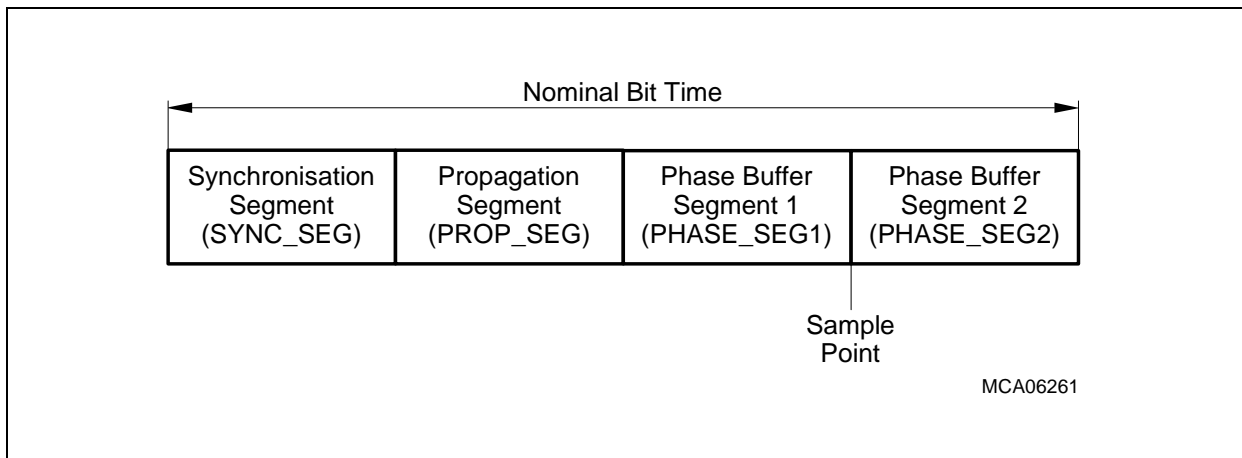 Nominal Bit Time
Synchronisation
Segment
(SYNC_SEG)
Propagation
Segment
(PROP_SEG)
Phase Buffer
Segment 1
(PHASE_SEG1)
Phase Buffer
Segment 2
(PHASE_SEG2)
Sample
Point
MCA06261